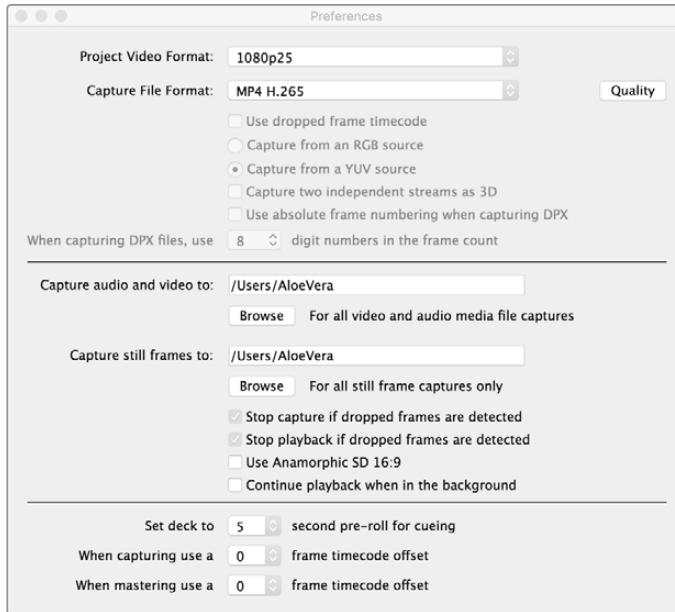 Preferences
Project Video Format: 1080p25
Capture File Format: MP4 H.265 Quality
Use dropped frame timecode
Capture from an RGB source
Capture from a YUV source
Capture two independent streams as 3D
Use absolute frame numbering when capturing DPX
When capturing DPX files, use 8 digit numbers in the frame count
Capture audio and video to: /Users/AloeVera
Browse For all video and audio media file captures
Capture still frames to: /Users/AloeVera
Browse For all still frame captures only
Stop capture if dropped frames are detected
Stop playback if dropped frames are detected
Use Anamorphic SD 16:9
Continue playback when in the background
Set deck to 5 second pre-roll for cueing
When capturing use a 0 frame timecode offset
When mastering use a 0 frame timecode offset